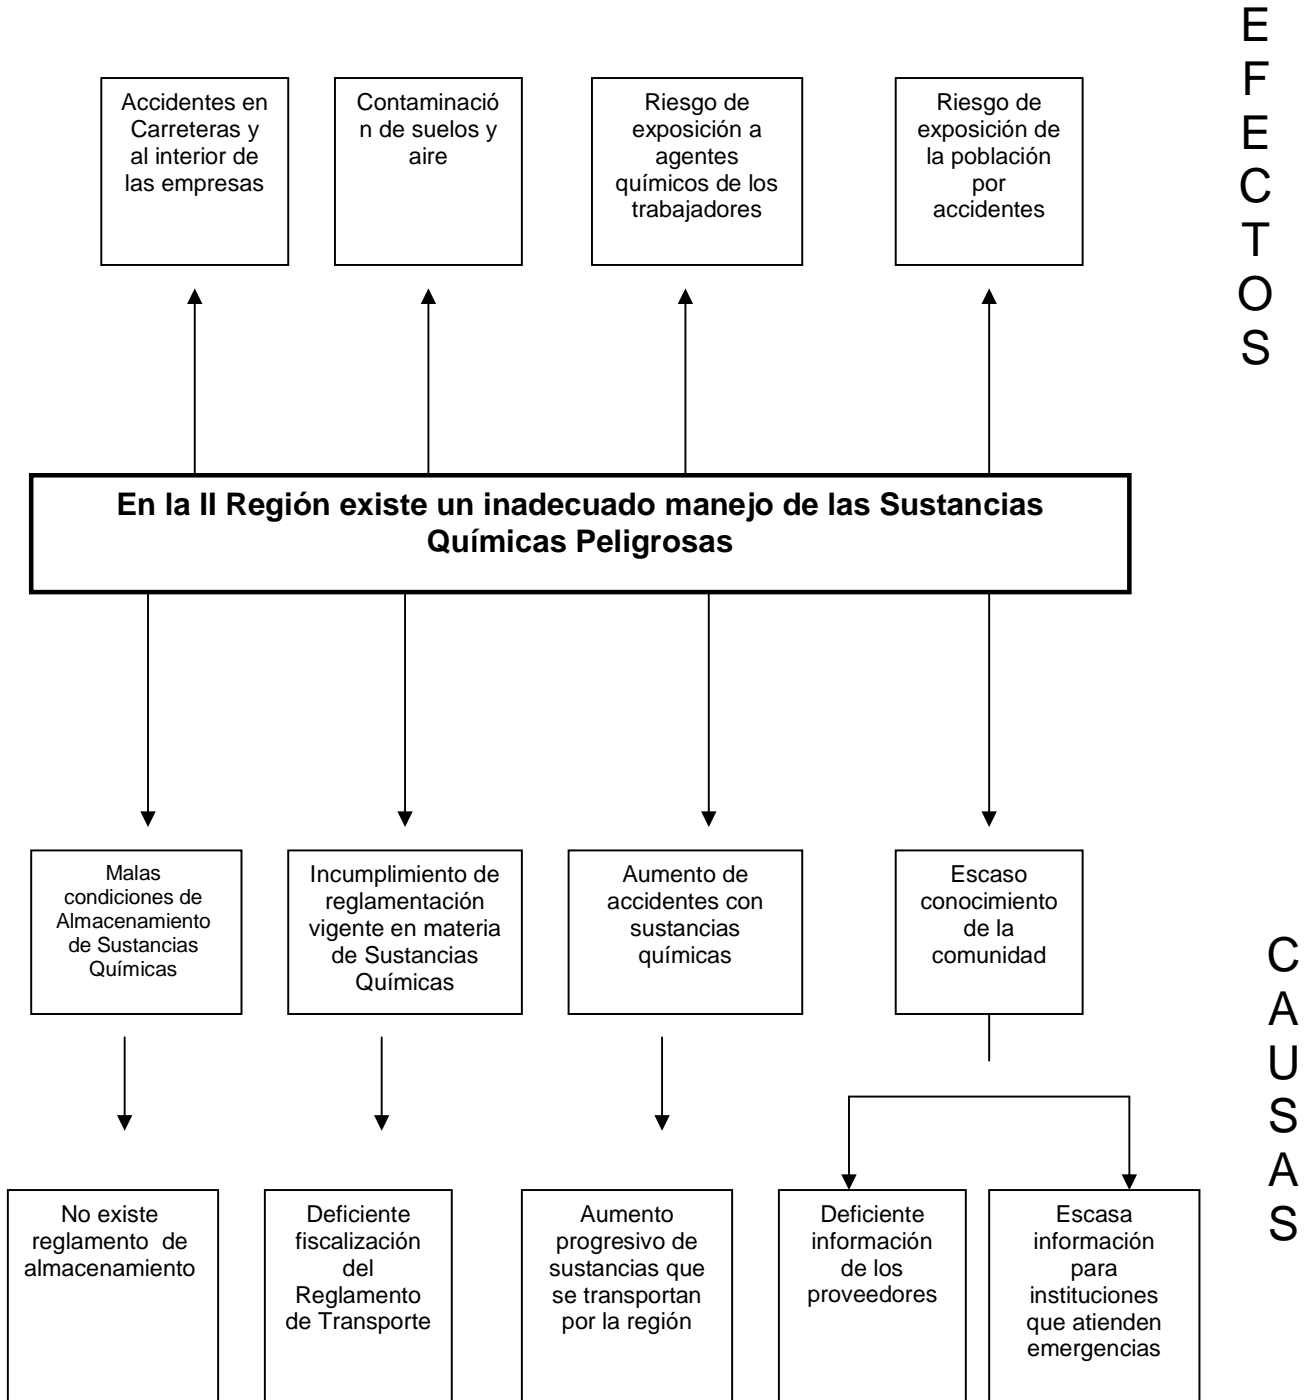 E
F
E
C
T
O
S
Accidentes en
Carreteras y
al interior de
las empresas
Contaminació
n de suelos y
aire
Riesgo de
exposición a
agentes
químicos de los
trabajadores
Riesgo de
exposición de
la población
por
accidentes
En la II Región existe un inadecuado manejo de las Sustancias
Químicas Peligrosas
Malas
condiciones de
Almacenamiento
de Sustancias
Químicas
Incumplimiento de
reglamentación
vigente en materia
de Sustancias
Químicas
Aumento de
accidentes con
sustancias
químicas
Escaso
conocimiento
de la
comunidad
C
A
U
S
A
S
No existe
reglamento de
almacenamiento
Deficiente
fiscalización
del
Reglamento
de Transporte
Aumento
progresivo de
sustancias que
se transportan
por la región
Deficiente
información
de los
proveedores
Escasa
información
para
instituciones
que atienden
emergencias